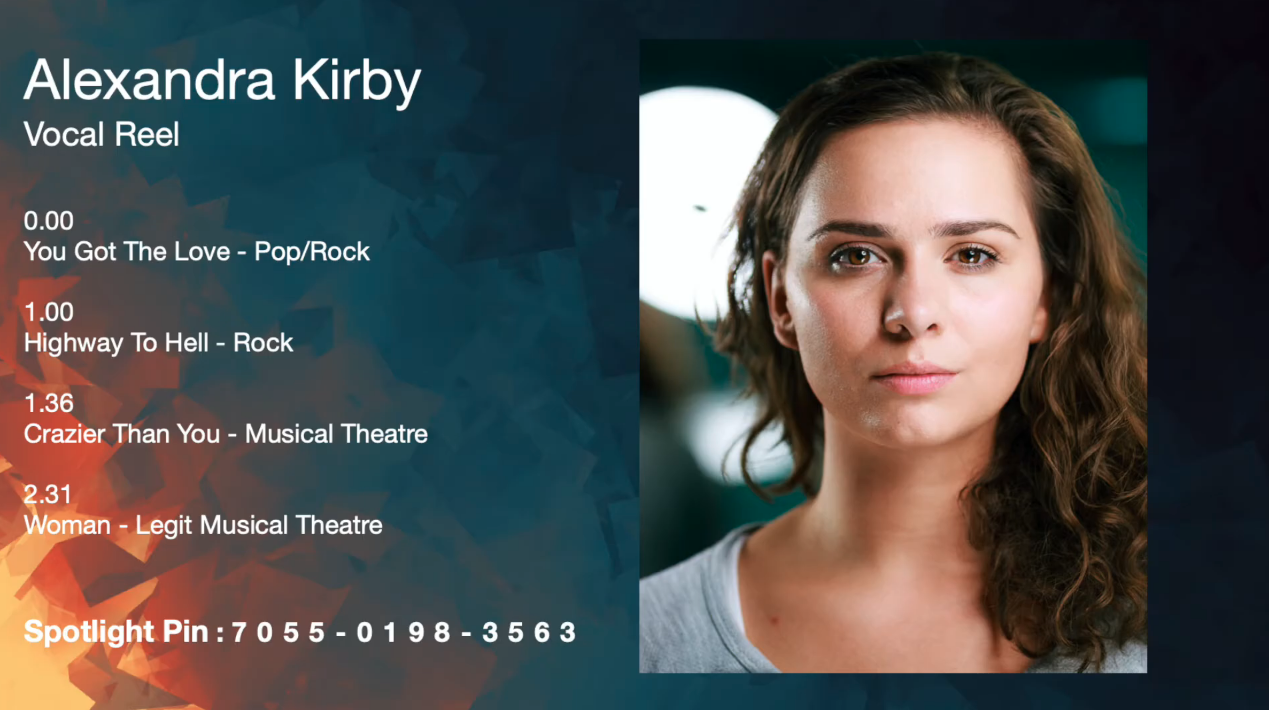 Alexandra Kirby
Vocal Reel
0.00
You Got The Love - Pop/Rock
1.00
Highway To Hell - Rock
1.36
Crazier Than You - Musical Theatre
2.31
Woman - Legit Musical Theatre
Spotlight Pin : 7 0 5 5 - 0 1 9 8 - 3 5 6 3